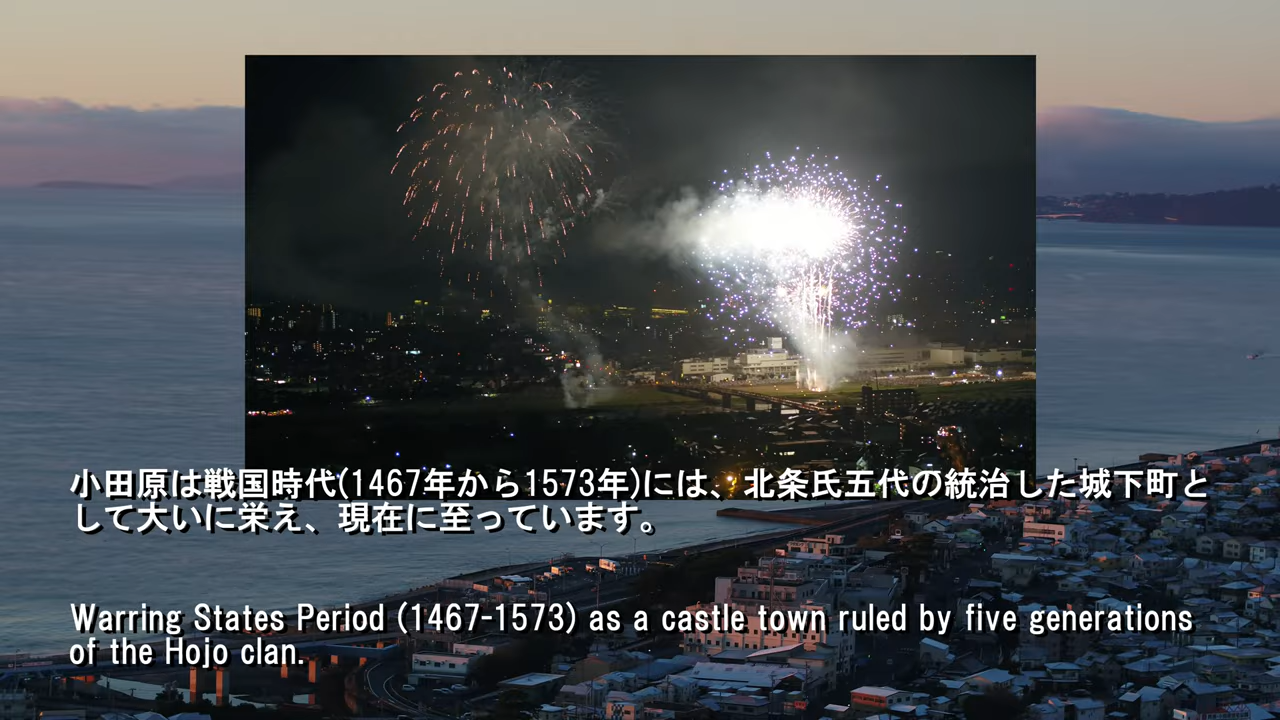 小田原は戦国時代(1467年から1573年)には、北条氏五代の統治した城下町と
して大いに栄え、現在に至っています。
Warring States Period (1467-1573) as a castle town ruled by five generations
of the Hojo clan.